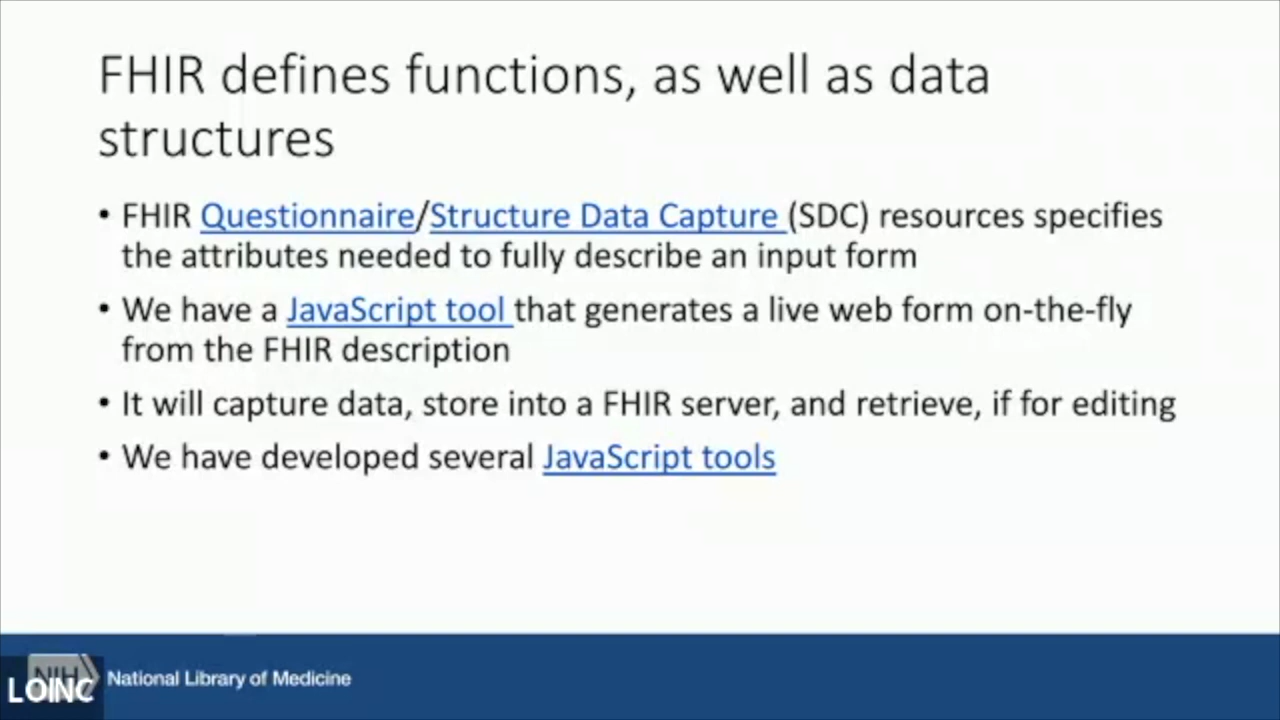 FHIR defines functions, as well as data
structures
• FHIR Questionnaire/Structure Data Capture (SDC) resources specifies
the attributes needed to fully describe an input form
• We have a JavaScript tool that generates a live web form on-the-fly
from the FHIR description
• It will capture data, store into a FHIR server, and retrieve, if for editing
• We have developed several JavaScript tools
NIH National Library of Medicine
LOINC